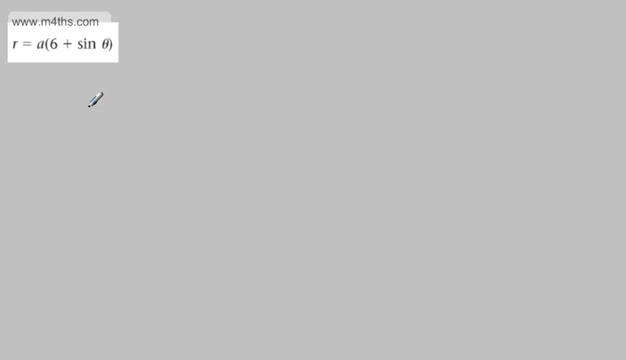 www.m4ths.com
r = a(6 + sin θ)